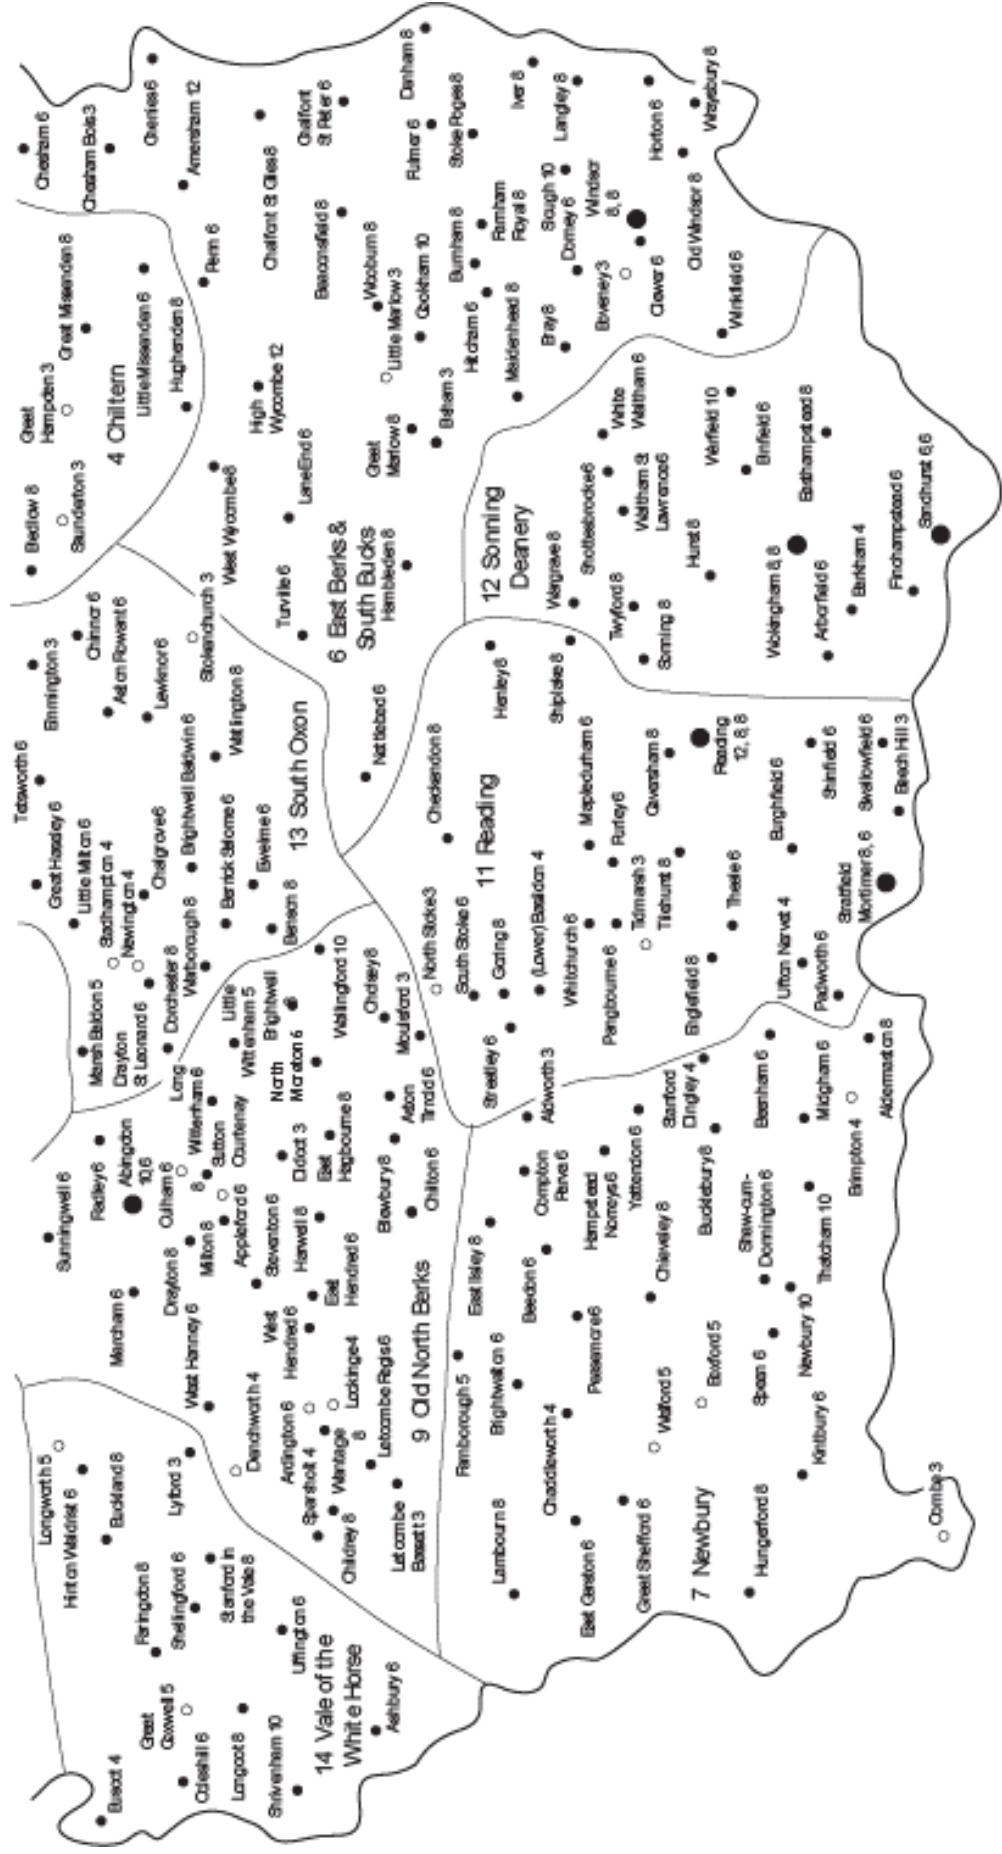 Buscot 4
Great
Coxwell 5
Coleshill 6
Longcot 8
Shrivenham 10
14 Vale of the
White Horse
Ashbury 6
Uffington 6
Faringdon 8
Shellingford 6
Stanford in
the Vale 8
Hinton Waldrist 6
Longworth 5
Buckland 8
Lyford 3
Denchworth 4
West Hanney 6
Marcham 6
Drayton 8
Milton 8
Sunningwell 6
Radley 6
Abingdon
10,6
Culham 6
Sutton
Courtenay
8
Appleford 6
Long
Wittenham 6
Little
Wittenham 5
Brightwell
8
North
Moreton 6
Wallingford 10
Cholsey 8
Moulsford 3
Didcot 3
East
Hagbourne 8
Aston
Tirrold 6
Blewbury 8
Chilton 6
Steventon 6
Harwell 8
East
Hendred 6
West
Hendred 6
Ardington 6
Lockinge 4
Sparsholt 4
Wantage
8
Childrey 8
Letcombe Regis 6
Letcombe
Bassett 3
9 Old North Berks
Marsh Baldon 5
Drayton
St Leonard 6
Dorchester 8
Warborough 8
Newington 4
Stadhampton 4
Little Milton 6
Great Haseley 6
Tetsworth 6
Chalgrove 6
Brightwell Baldwin 6
Berrick Salome 6
Ewelme 6
Benson 8
13 South Oxon
Watlington 8
Emmington 3
Chinnor 6
Aston Rowant 6
Lewknor 6
Stokenchurch 3
Nettlebed 6
Bledlow 8
Saunderton 3
Great
Hampden 3
Great Missenden 8
4 Chiltern
Little Missenden 6
Hughenden 8
Chesham 6
Chesham Bois 3
Chenies 6
Amersham 12
Penn 6
Chalfont St Giles 8
Chalfont
St Peter 6
Denham 8
Beaconsfield 8
Fulmer 6
Stoke Poges 8
Iver 8
Langley 8
Horton 6
Wraysbury 8
High
Wycombe 12
West Wycombe 8
Lane End 6
Turville 6
6 East Berks &
South Bucks
Hambleden 8
Great
Marlow 8
Little Marlow 3
Wooburn 8
Bisham 3
Cookham 10
Hitcham 6
Burnham 8
Farnham
Royal 8
Maidenhead 8
Slough 10
Dorney 6
Windsor
8, 8
Bray 8
Boveney 3
Clewer 6
Old Windsor 8
Winkfield 6
12 Sonning
Deanery
Wargrave 8
Shottesbrooke 6
White
Waltham 6
Waltham St
Lawrence 6
Twyford 8
Sonning 8
Hurst 8
Warfield 10
Binfield 6
Easthampstead 8
Wokingham 8, 8
Arborfield 6
Barkham 4
Finchampstead 6
Sandhurst 6,6
11 Reading
Henley 8
Shiplake 8
Checkendon 8
North Stoke 3
South Stoke 6
Goring 8
(Lower) Basildon 4
Streatley 6
Whitchurch 6
Pangbourne 6
Mapledurham 6
Purley 6
Tidmarsh 3
Tilehurst 8
Caversham 8
Reading
12, 8, 8
Theale 6
Englefield 8
Burghfield 6
Ufton Nervet 4
Padworth 6
Stratfield
Mortimer 8, 6
Shinfield 6
Swallowfield 6
Beech Hill 3
7 Newbury
Lambourn 8
East Garston 6
Great Shefford 6
Hungerford 8
Combe 3
Farnborough 5
Brightwalton 6
Chaddleworth 4
East Ilsley 8
Beedon 6
Peasemore 6
Welford 5
Boxford 5
Speen 6
Kintbury 6
Newbury 10
Chieveley 8
Shaw-cum-
Donnington 6
Thatcham 10
Aldworth 3
Compton
Parva 6
Hampstead
Norreys 6
Yattendon 6
Stanford
Dingley 4
Bucklebury 8
Beenham 6
Midgham 6
Brimpton 4
Aldermaston 8